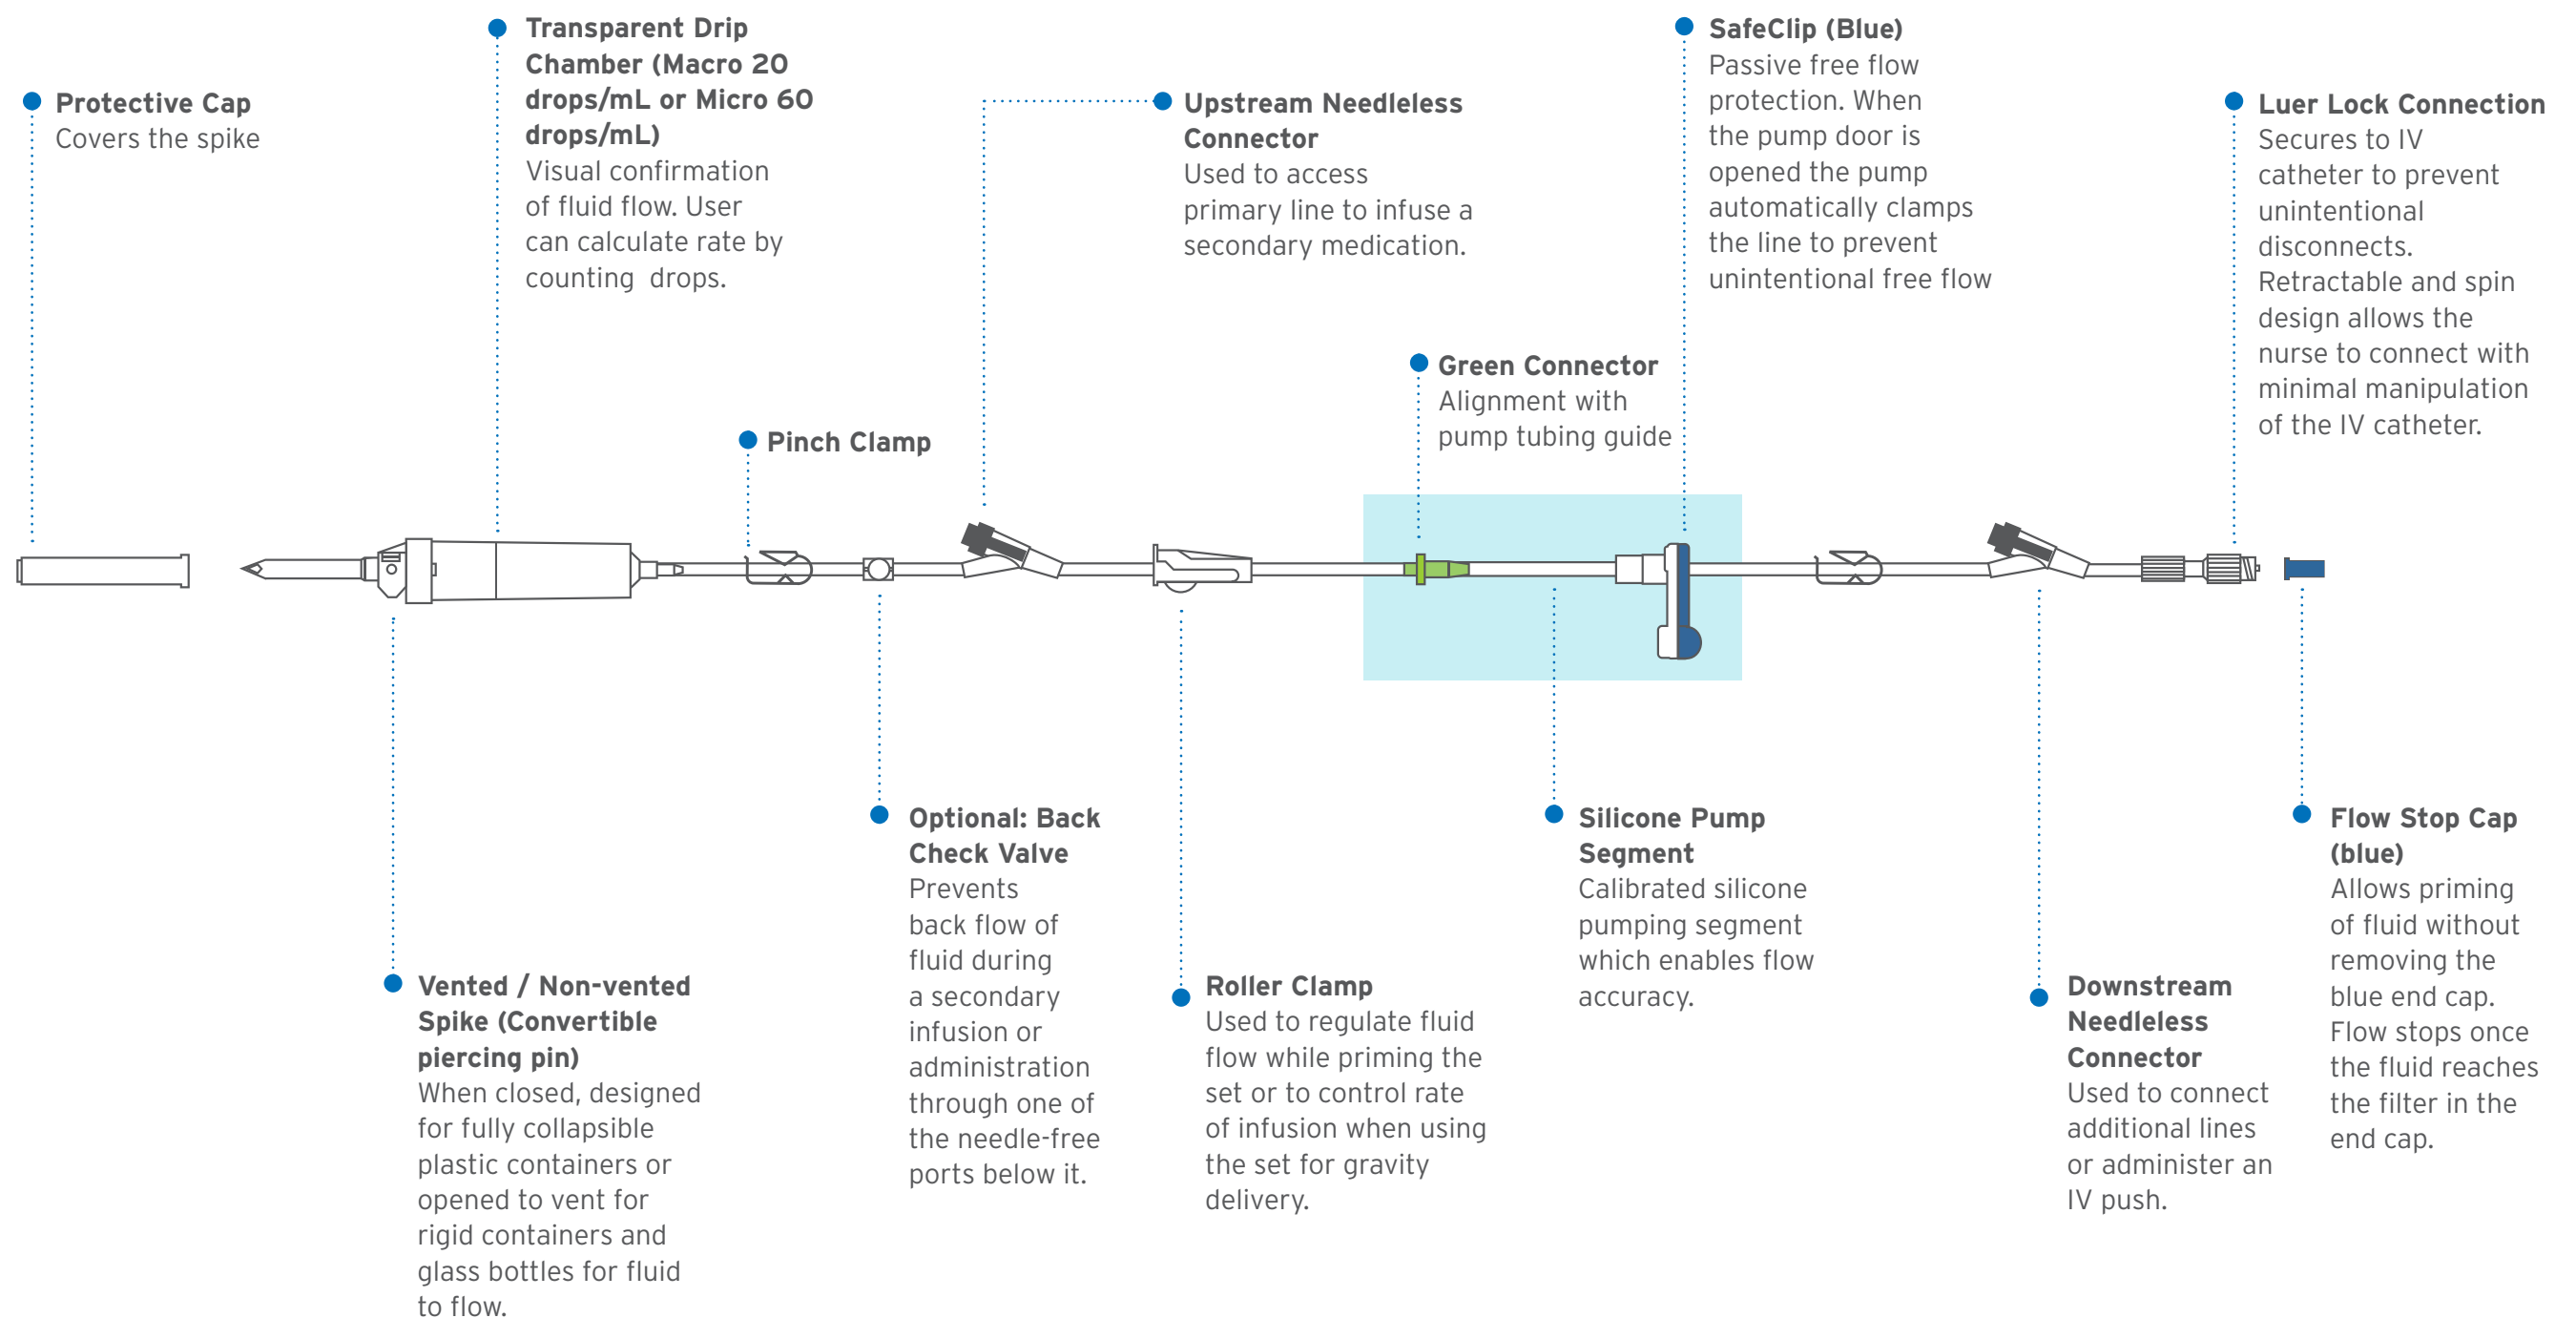 Protective Cap
Covers the spike
Transparent Drip
Chamber (Macro 20
drops/mL or Micro 60
drops/mL)
Visual confirmation
of fluid flow. User
can calculate rate by
counting drops.
Pinch Clamp
Upstream Needleless
Connector
Used to access
primary line to infuse a
secondary medication.
Green Connector
Alignment with
pump tubing guide
SafeClip (Blue)
Passive free flow
protection. When
the pump door is
opened the pump
automatically clamps
the line to prevent
unintentional free flow
Luer Lock Connection
Secures to IV
catheter to prevent
unintentional
disconnects.
Retractable and spin
design allows the
nurse to connect with
minimal manipulation
of the IV catheter.
Vented / Non-vented
Spike (Convertible
piercing pin)
When closed, designed
for fully collapsible
plastic containers or
opened to vent for
rigid containers and
glass bottles for fluid
to flow.
Optional: Back
Check Valve
Prevents
back flow of
fluid during
a secondary
infusion or
administration
through one of
the needle-free
ports below it.
Roller Clamp
Used to regulate fluid
flow while priming the
set or to control rate
of infusion when using
the set for gravity
delivery.
Silicone Pump
Segment
Calibrated silicone
pumping segment
which enables flow
accuracy.
Downstream
Needleless
Connector
Used to connect
additional lines
or administer an
IV push.
Flow Stop Cap
(blue)
Allows priming
of fluid without
removing the
blue end cap.
Flow stops once
the fluid reaches
the filter in the
end cap.